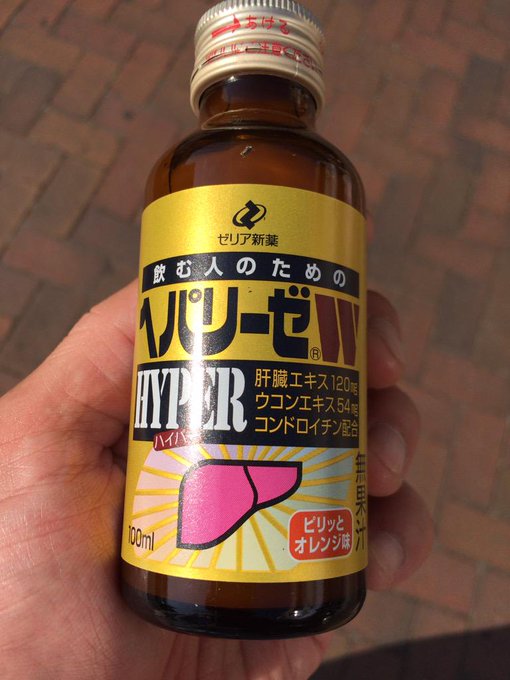 あける
ゼリア新薬
飲む人のための
ヘパリーゼ®W
HYPER
ハイパー
肝臓エキス120mg
ウコンエキス54mg
コンドロイチン配合
無果汁
100ml
ピリッと
オレンジ味